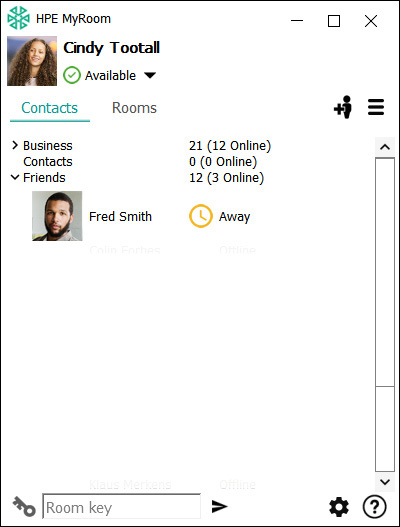 HPE MyRoom
Cindy Tootall
Available
Contacts Rooms
Business 21 (12 Online)
Contacts 0 (0 Online)
Friends 12 (3 Online)
Fred Smith Away
Colin Forbes Offline
Klaus Merkens Offline
Room key